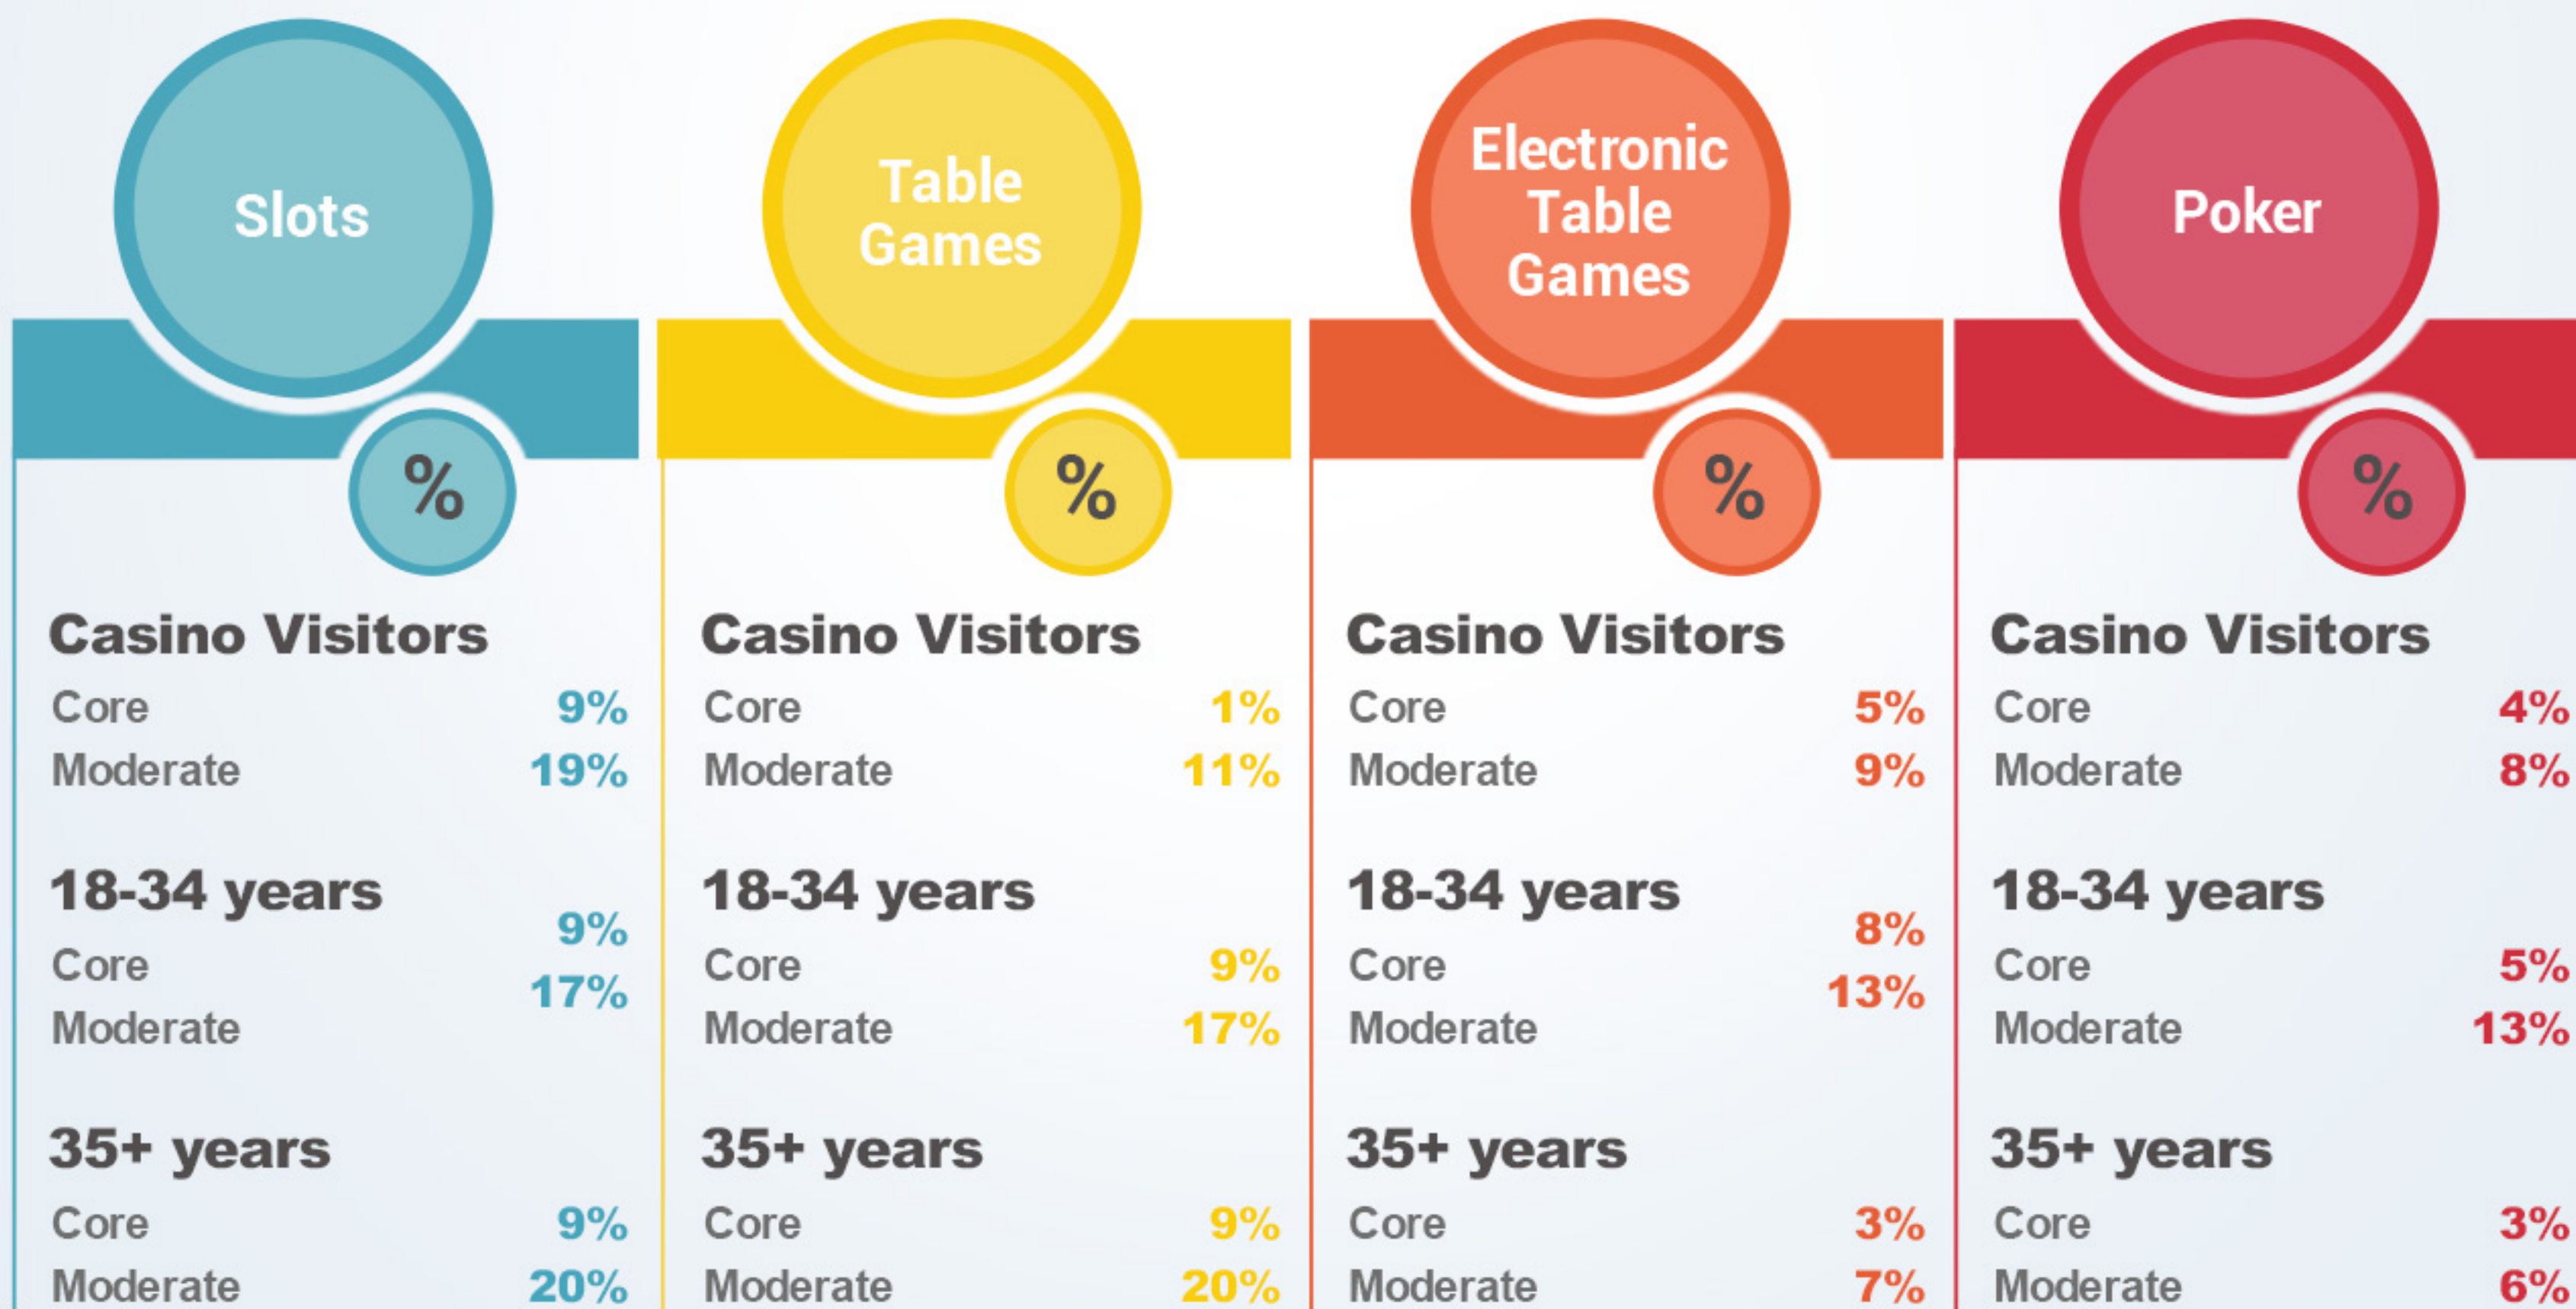 Slots
%
Casino Visitors
Core 9%
Moderate 19%
18-34 years
9%
Core
17%
Moderate
35+ years
Core 9%
Moderate 20%
Table
Games
%
Casino Visitors
Core 1%
Moderate 11%
18-34 years
Core 9%
Moderate 17%
35+ years
Core 9%
Moderate 20%
Electronic
Table
Games
%
Casino Visitors
Core 5%
Moderate 9%
18-34 years
8%
Core
13%
Moderate
35+ years
Core 3%
Moderate 7%
Poker
%
Casino Visitors
Core 4%
Moderate 8%
18-34 years
Core 5%
Moderate 13%
35+ years
Core 3%
Moderate 6%